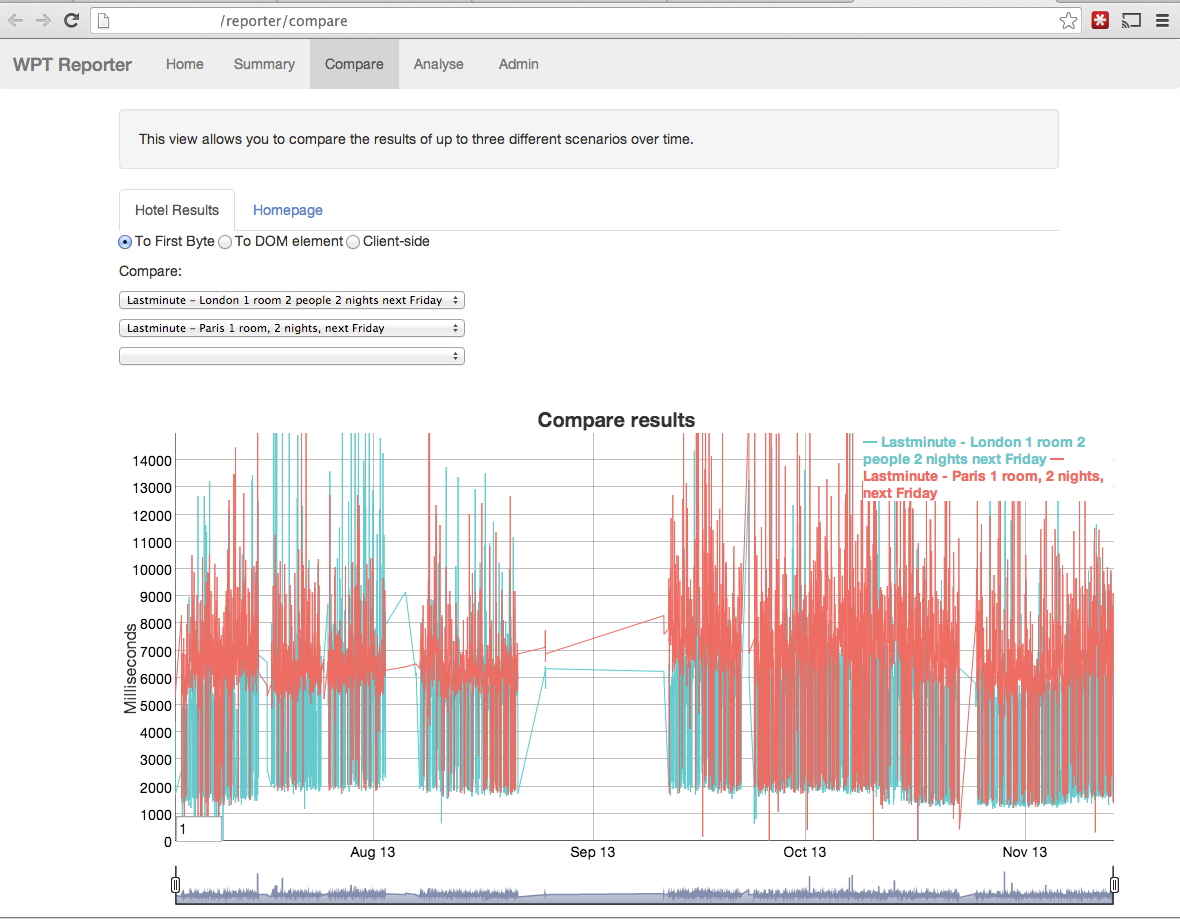 /reporter/compare
WPT Reporter Home Summary Compare Analyse Admin
This view allows you to compare the results of up to three different scenarios over time.
Hotel Results Homepage
To First Byte To DOM element Client-side
Compare:
Lastminute - London 1 room 2 people 2 nights next Friday
Lastminute - Paris 1 room, 2 nights, next Friday
Compare results
— Lastminute - London 1 room 2
people 2 nights next Friday —
Lastminute - Paris 1 room, 2 nights,
next Friday
Milliseconds
14000
13000
12000
11000
10000
9000
8000
7000
6000
5000
4000
3000
2000
1000
0
1
Aug 13 Sep 13 Oct 13 Nov 13